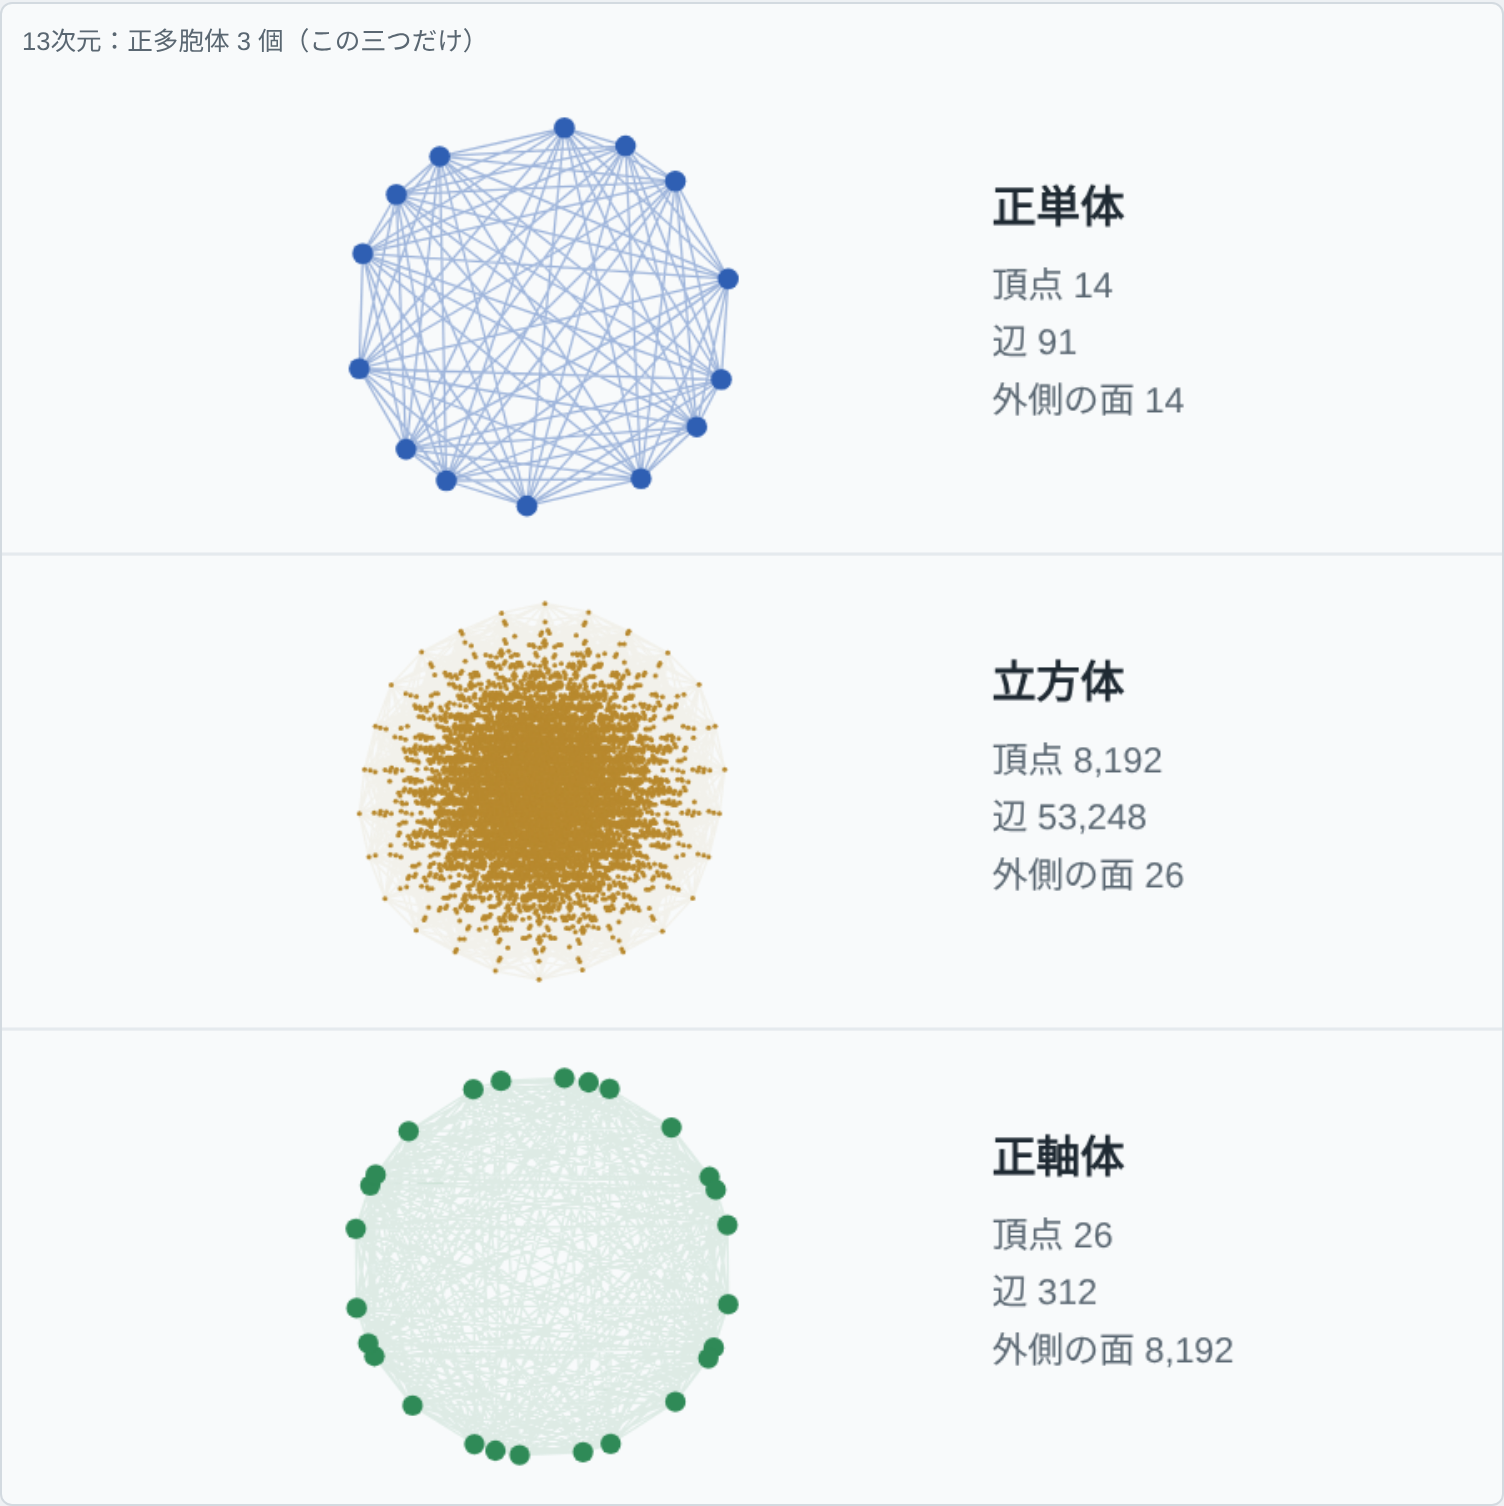 13次元：正多胞体 3 個（この三つだけ）
正単体
頂点 14
辺 91
外側の面 14
立方体
頂点 8,192
辺 53,248
外側の面 26
正軸体
頂点 26
辺 312
外側の面 8,192